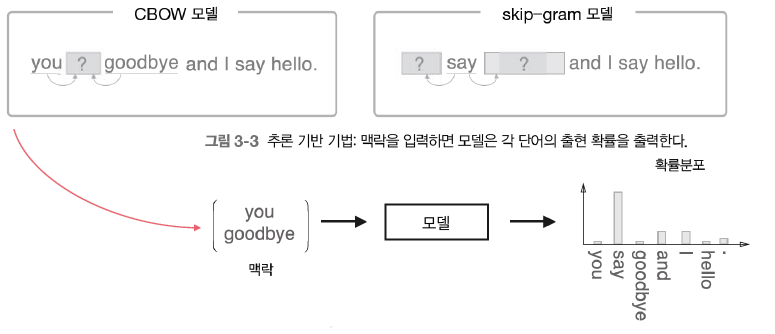 CBOW 모델
you ? goodbye and I say hello.
skip-gram 모델
? say ? and I say hello.
그림 3-3 추론 기반 기법: 맥락을 입력하면 모델은 각 단어의 출현 확률을 출력한다.
you
goodbye
맥락
모델
확률분포
you
say
goodbye
and
I
hello
.